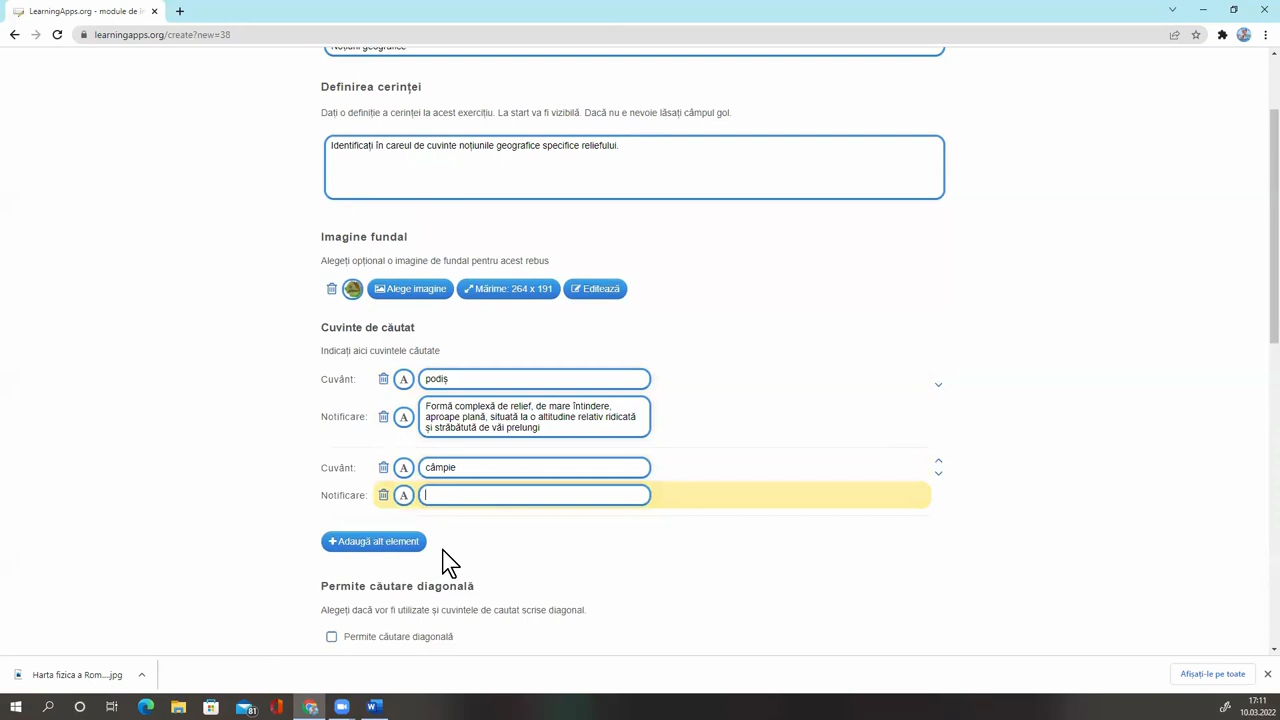 LearningApps.org - module de în
learningapps.org/create?new=38
Noțiuni geografice
Definirea cerinței
Dați o definiție a cerinței la acest exercițiu. La start va fi vizibilă. Dacă nu e nevoie lăsați câmpul gol.
Identificați în careul de cuvinte noțiunile geografice specifice reliefului.
Imagine fundal
Alegeți opțional o imagine de fundal pentru acest rebus
Alege imagine Mărime: 264 x 191 Editează
Cuvinte de căutat
Indicați aici cuvintele căutate
Cuvânt: A podiș
Notificare: A Formă complexă de relief, de mare întindere,
aproape plană, situată la o altitudine relativ ridicată
și străbătută de văi prelungi
Cuvânt: A câmpie
Notificare: A
Adaugă alt element
Permite căutare diagonală
Alegeți dacă vor fi utilizate și cuvintele de cautat scrise diagonal.
Permite căutare diagonală
Harta fizica a Rom....jpg
Afișați-le pe toate
81
17:11
10.03.2022